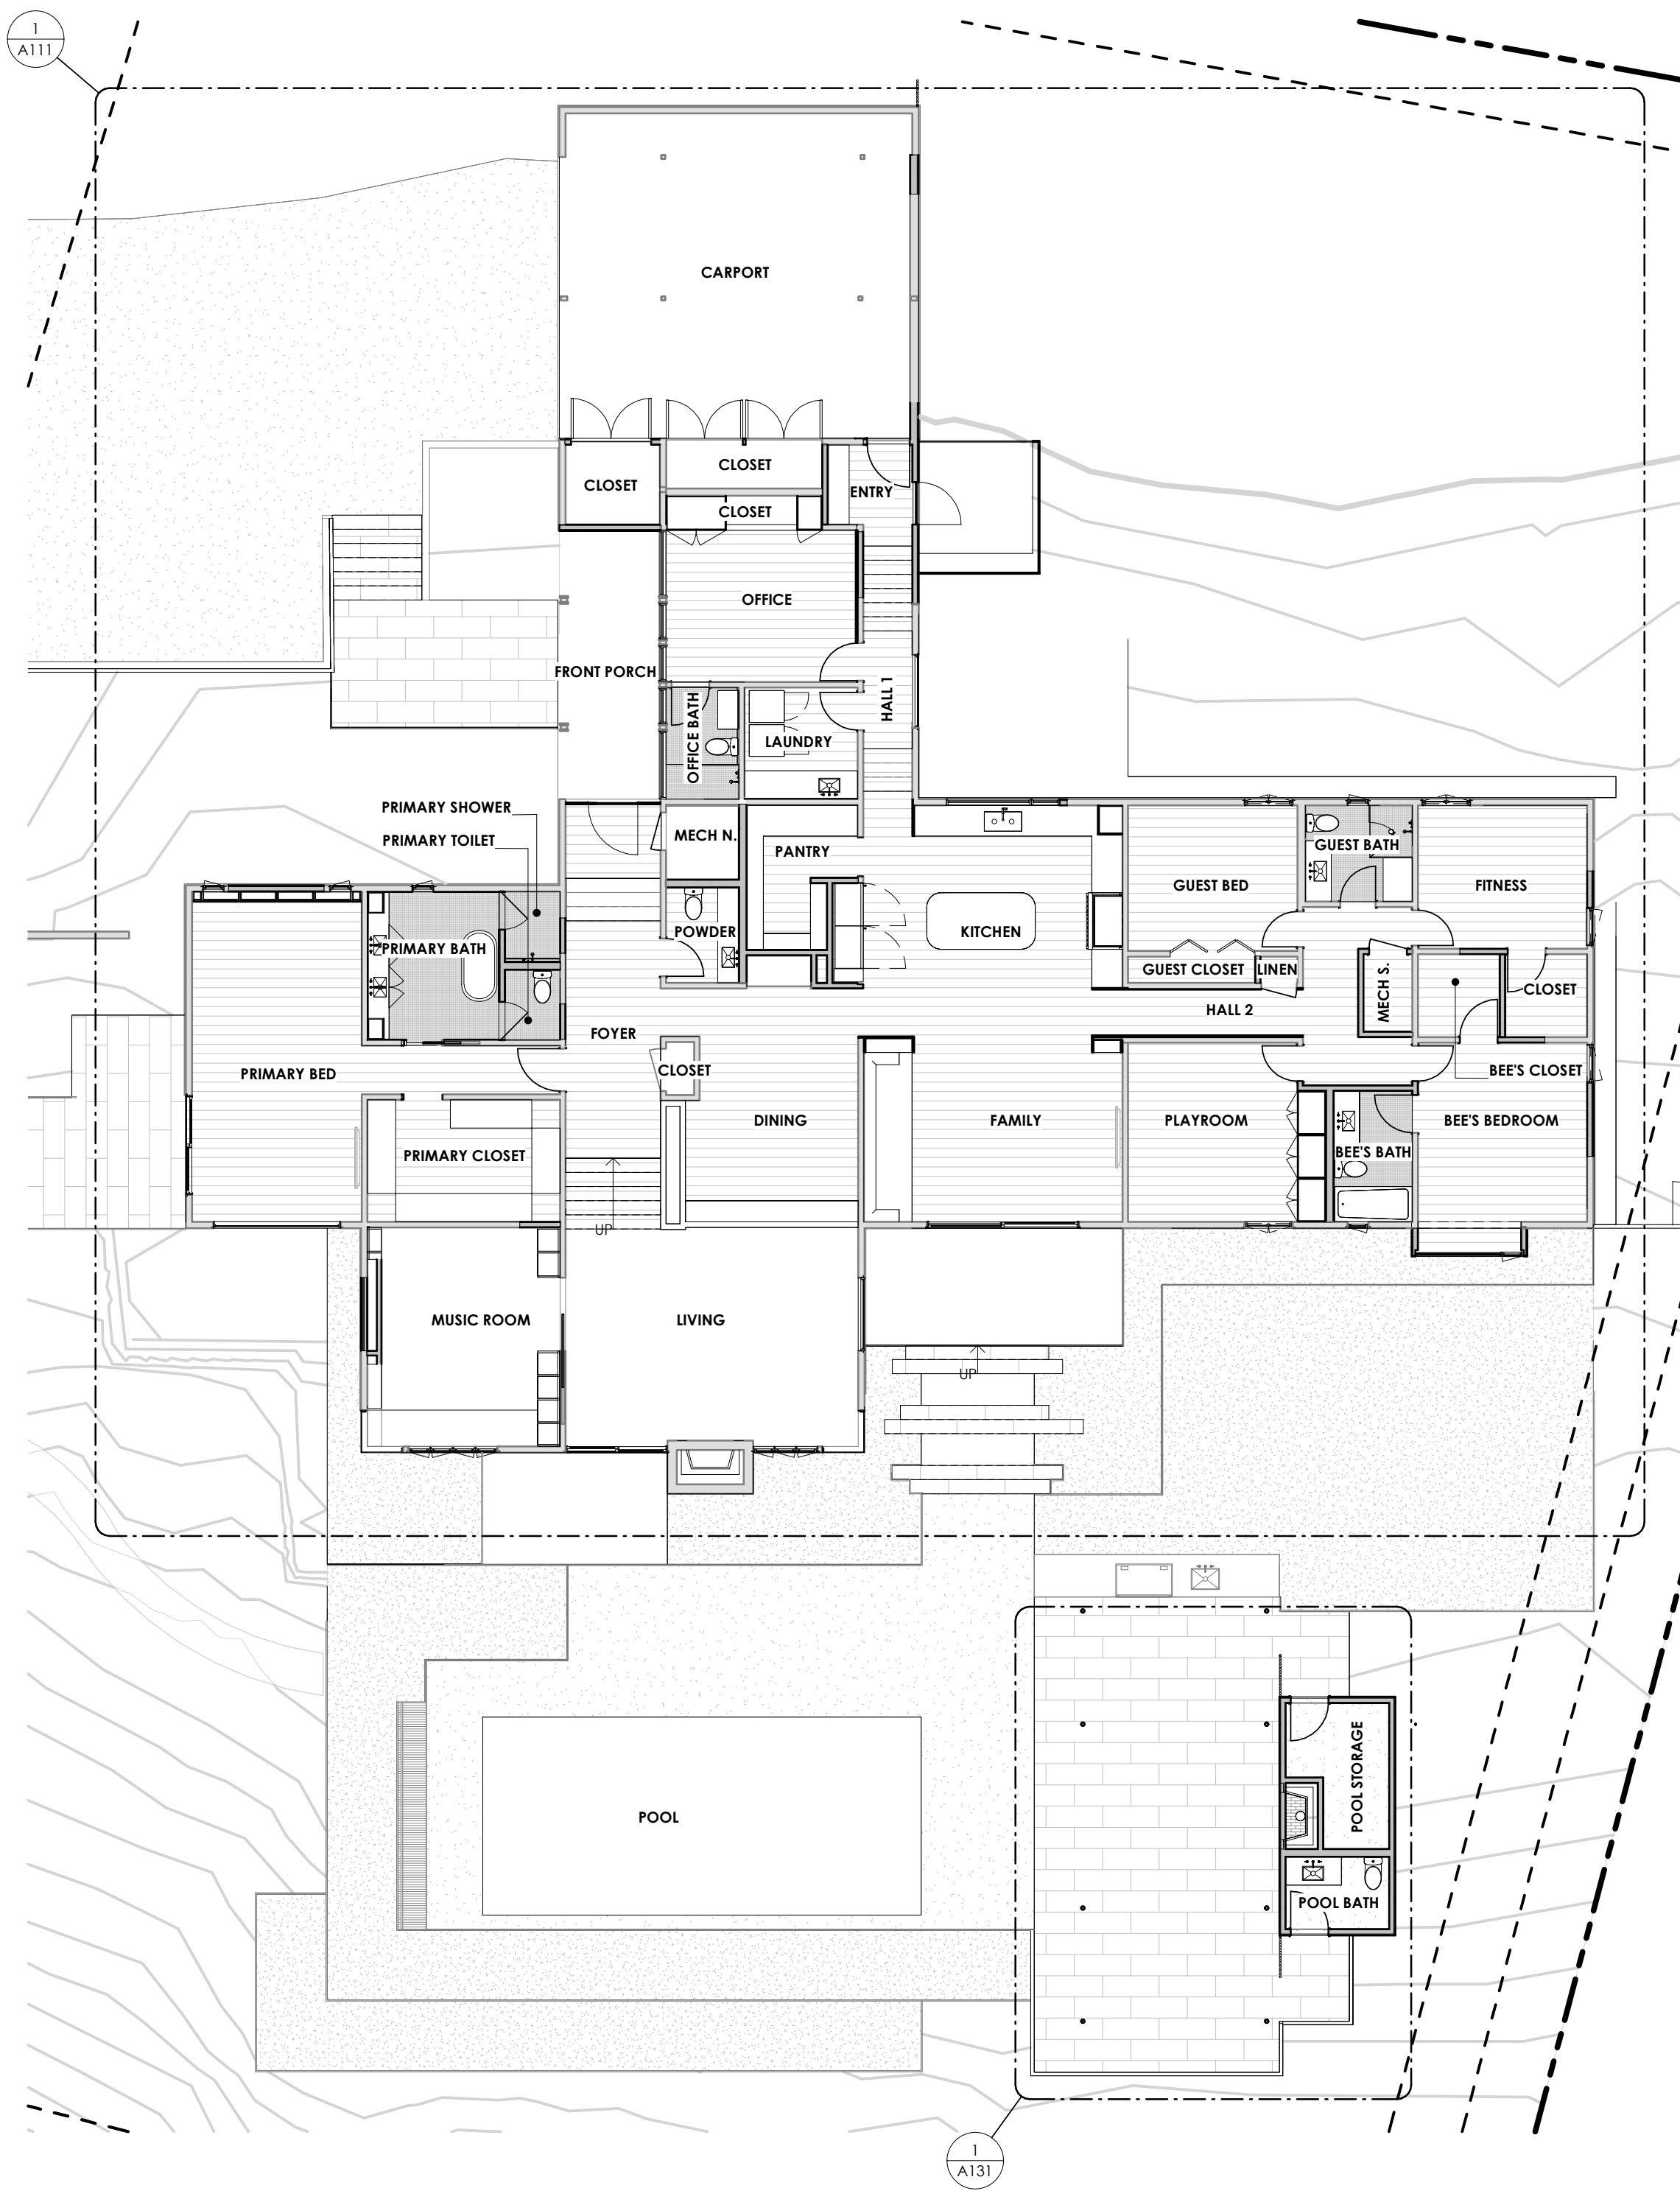 1
A111
CARPORT
CLOSET
CLOSET
ENTRY
CLOSET
OFFICE
FRONT PORCH
HALL 1
OFFICE BATH
LAUNDRY
PRIMARY SHOWER
PRIMARY TOILET
MECH N.
PANTRY
GUEST BATH
GUEST BED
FITNESS
POWDER
KITCHEN
PRIMARY BATH
GUEST CLOSET
LINEN
MECH S.
CLOSET
HALL 2
FOYER
PRIMARY BED
CLOSET
BEE'S CLOSET
DINING
FAMILY
PLAYROOM
BEE'S BEDROOM
PRIMARY CLOSET
BEE'S BATH
UP
MUSIC ROOM
LIVING
UP
POOL STORAGE
POOL
POOL BATH
1
A131